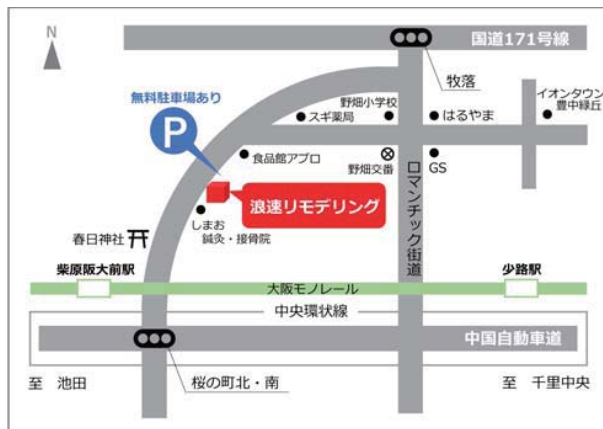 N
国道171号線
牧落
無料駐車場あり
P
野畑小学校
イオンタウン
豊中緑丘
スギ薬局
はるやま
食品館アプロ
野畑交番
GS
ロマンチック街道
浪速リモデリング
しまお
鍼灸・接骨院
春日神社
柴原阪大前駅
大阪モノレール
少路駅
中央環状線
中国自動車道
至 池田
桜の町北・南
至 千里中央